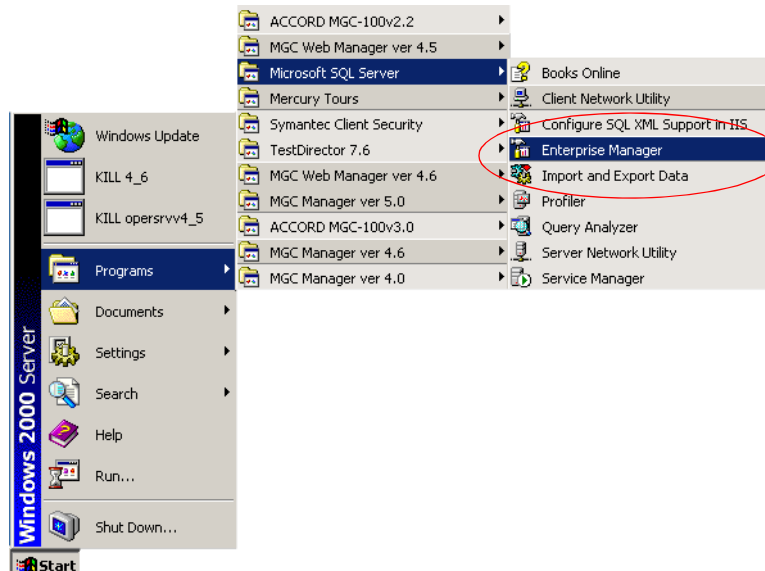 ACCORD MGC-100v2.2
MGC Web Manager ver 4.5
Microsoft SQL Server
Mercury Tours
Symantec Client Security
TestDirector 7.6
MGC Web Manager ver 4.6
MGC Manager ver 5.0
ACCORD MGC-100v3.0
MGC Manager ver 4.6
MGC Manager ver 4.0
Books Online
Client Network Utility
Configure SQL XML Support in IIS
Enterprise Manager
Import and Export Data
Profiler
Query Analyzer
Server Network Utility
Service Manager
Windows Update
KILL 4_6
KILL opersrvv4_5
Programs
Documents
Settings
Search
Help
Run...
Shut Down...
Windows 2000 Server
Start